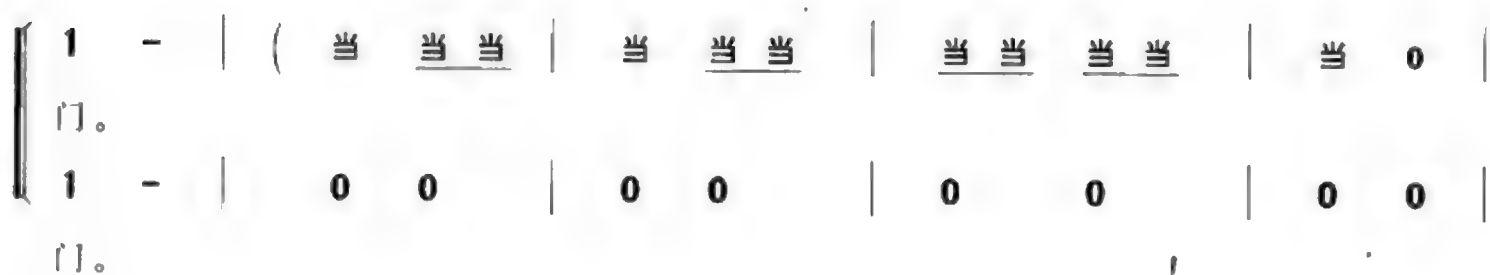 1 - | ( 当 当 当 | 当 当 当 | 当 当 当 当 | 当 0 |
门。
1 - | 0 0 | 0 0 | 0 0 | 0 0 |
门。